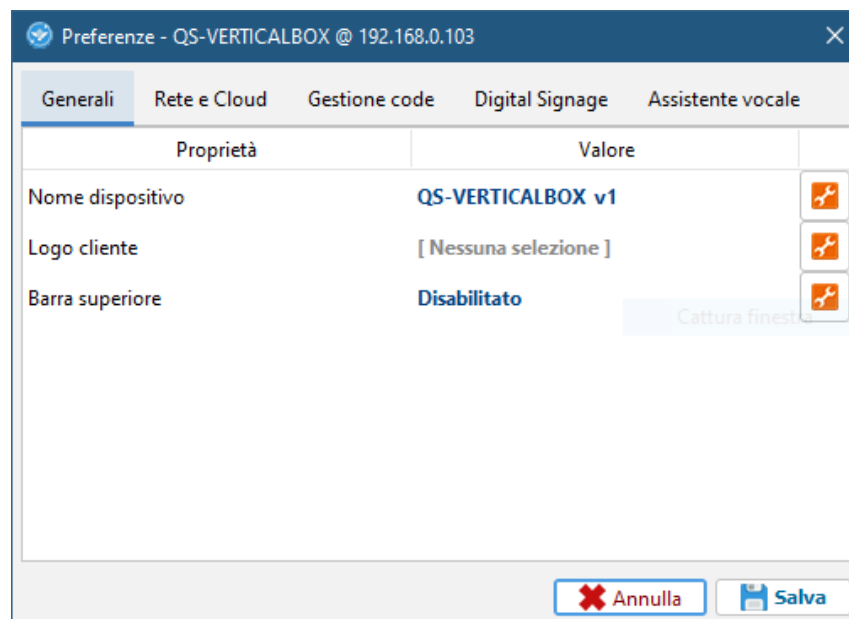 Preferenze - QS-VERTICALBOX @ 192.168.0.103
Generali Rete e Cloud Gestione code Digital Signage Assistente vocale
Proprietà Valore
Nome dispositivo QS-VERTICALBOX v1
Logo cliente [ Nessuna selezione ]
Barra superiore Disabilitato
Cattura finestra
Annulla Salva